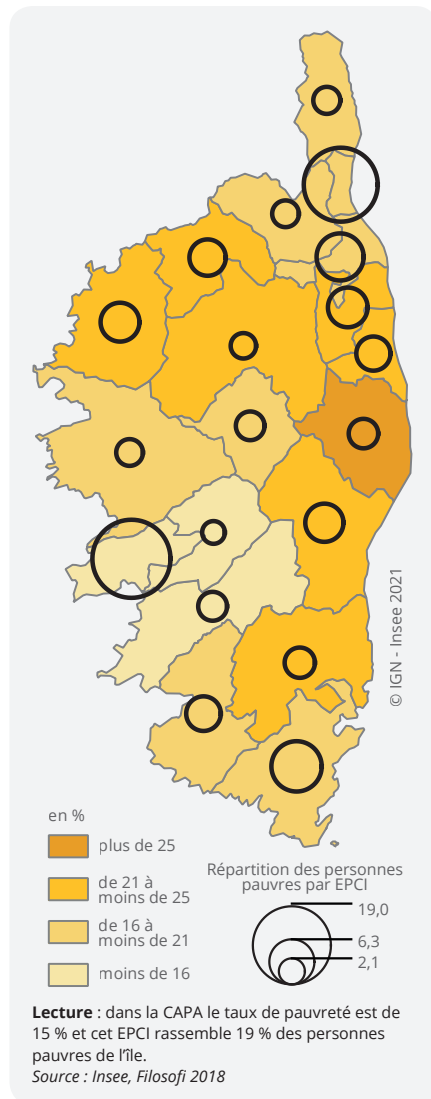 © IGN - Insee 2021
en %
plus de 25
de 21 à
moins de 25
de 16 à
moins de 21
moins de 16
Répartition des personnes
pauvres par EPCI
19,0
6,3
2,1
Lecture : dans la CAPA le taux de pauvreté est de
15 % et cet EPCI rassemble 19 % des personnes
pauvres de l’île.
Source : Insee, Filosofi 2018